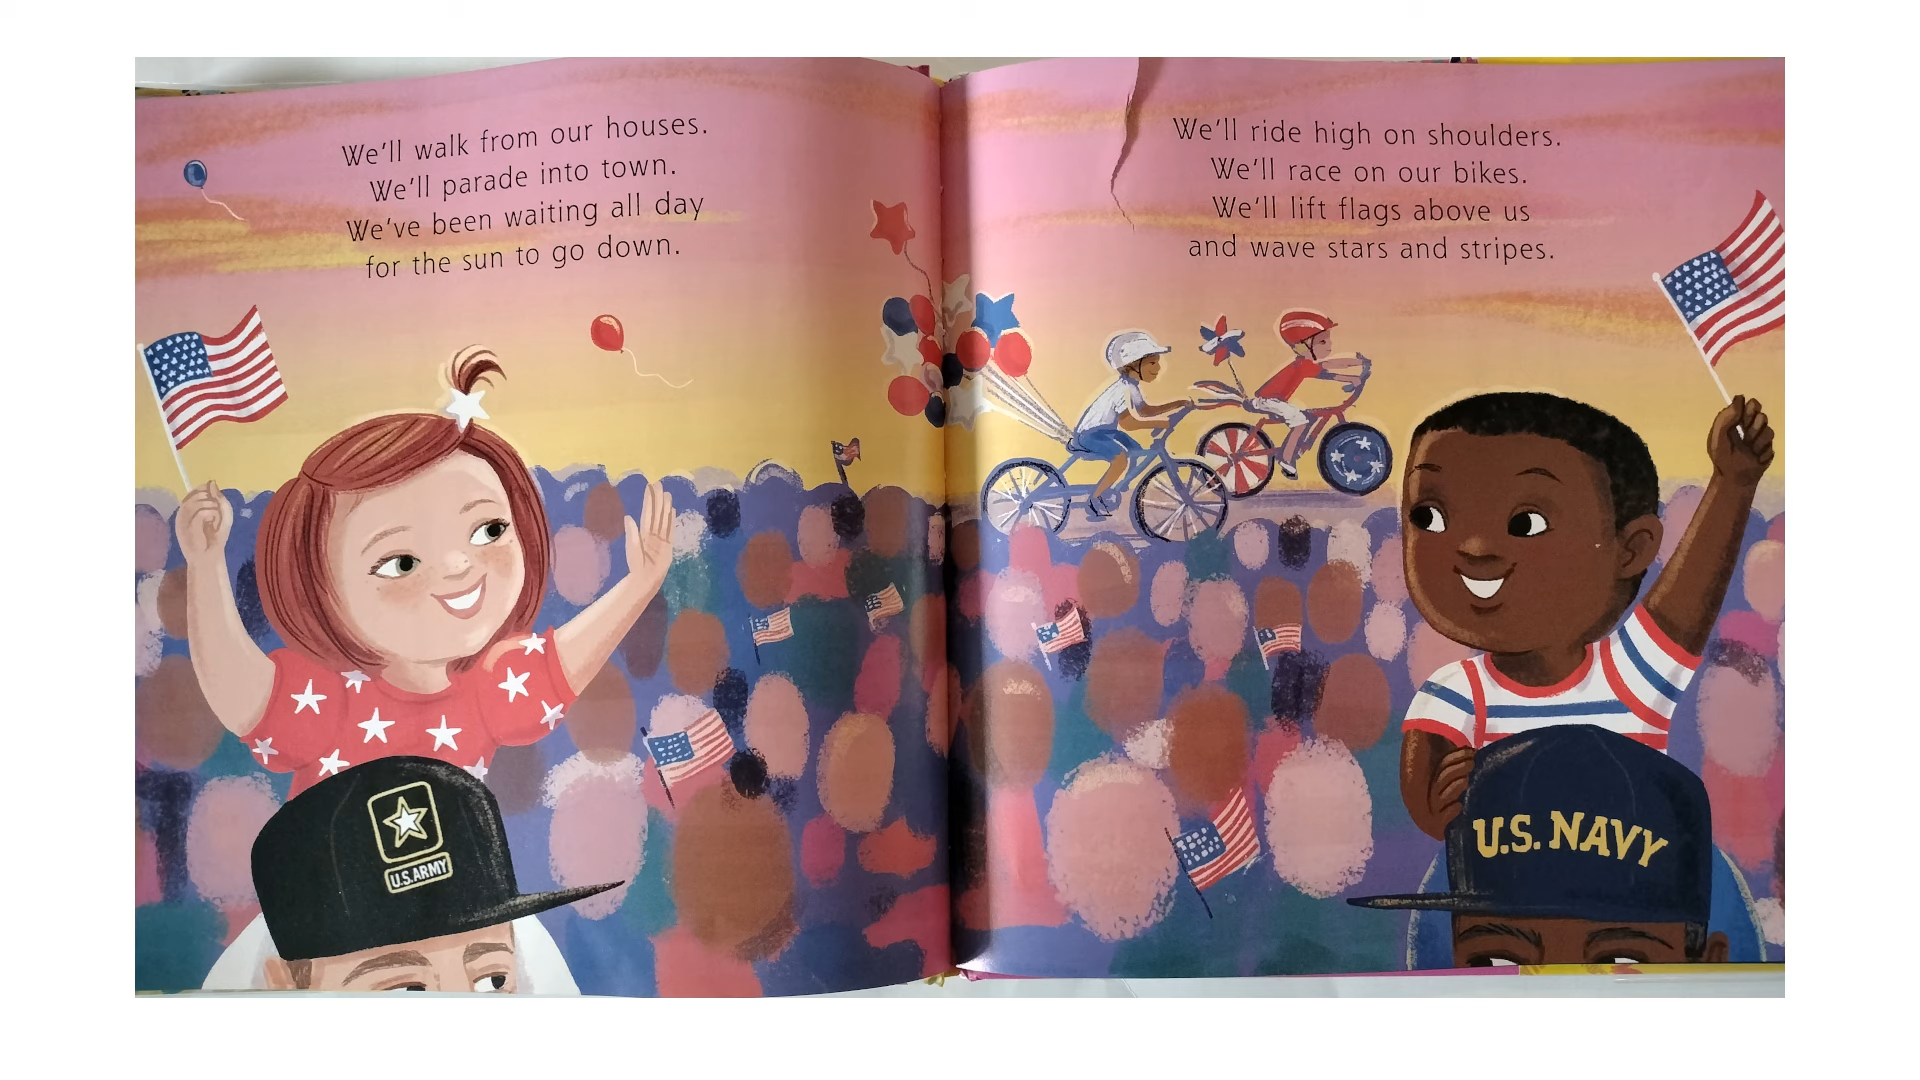 We'll walk from our houses.
We'll parade into town.
We've been waiting all day
for the sun to go down.
We'll ride high on shoulders.
We'll race on our bikes.
We'll lift flags above us
and wave stars and stripes.
U.S. ARMY
U.S. NAVY